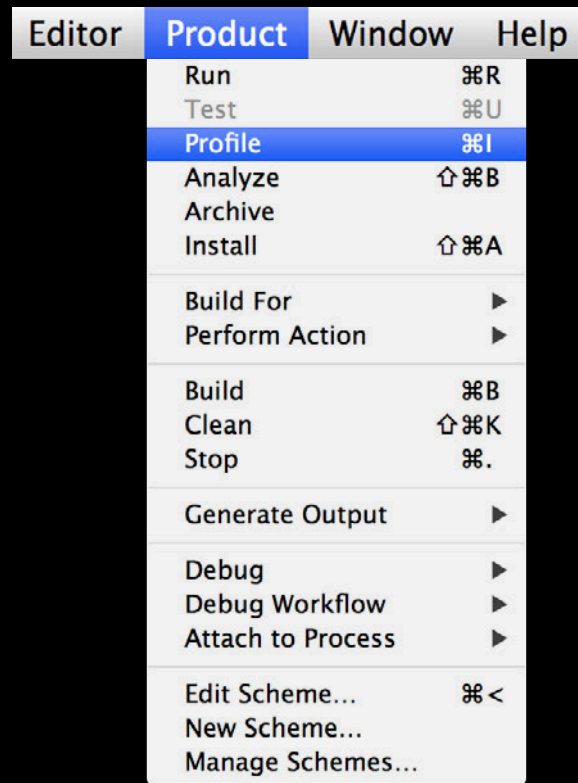 Editor Product Window Help
Run ⌘R
Test ⌘U
Profile ⌘I
Analyze ⇧⌘B
Archive
Install ⇧⌘A
Build For ▶
Perform Action ▶
Build ⌘B
Clean ⇧⌘K
Stop ⌘.
Generate Output ▶
Debug ▶
Debug Workflow ▶
Attach to Process ▶
Edit Scheme… ⌘<
New Scheme…
Manage Schemes…